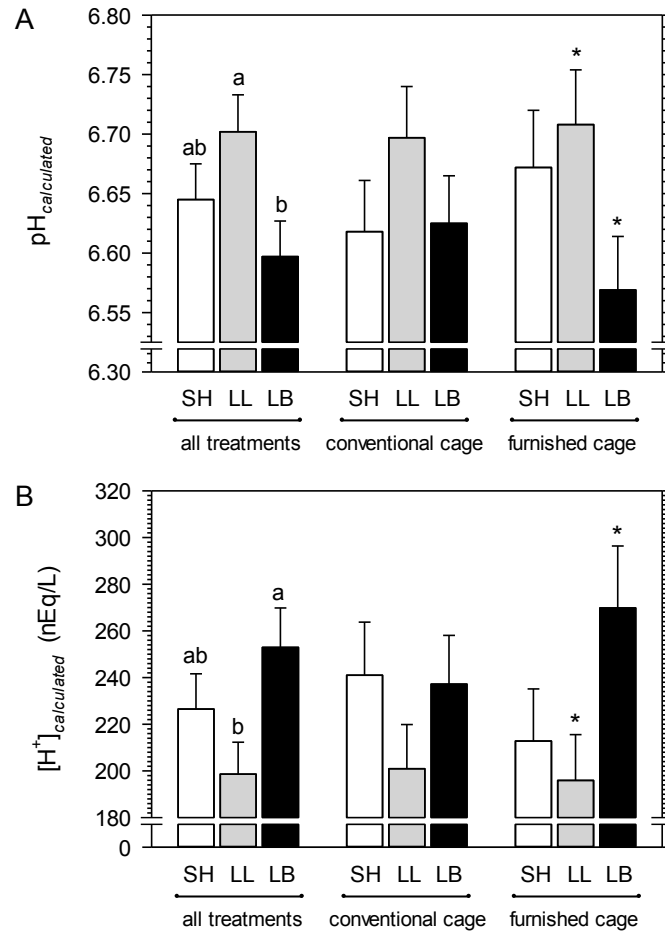 A
pHcalculated
6.80
6.70
6.65
6.60
6.55
6.30
ab
a
b
*
*
SH LL LB SH LL LB SH LL LB
all treatments conventional cage furnished cage
B
[H+]calculated (nEq/L)
320
300
280
260
240
220
200
180
0
ab
b
a
*
*
SH LL LB SH LL LB SH LL LB
all treatments conventional cage furnished cage